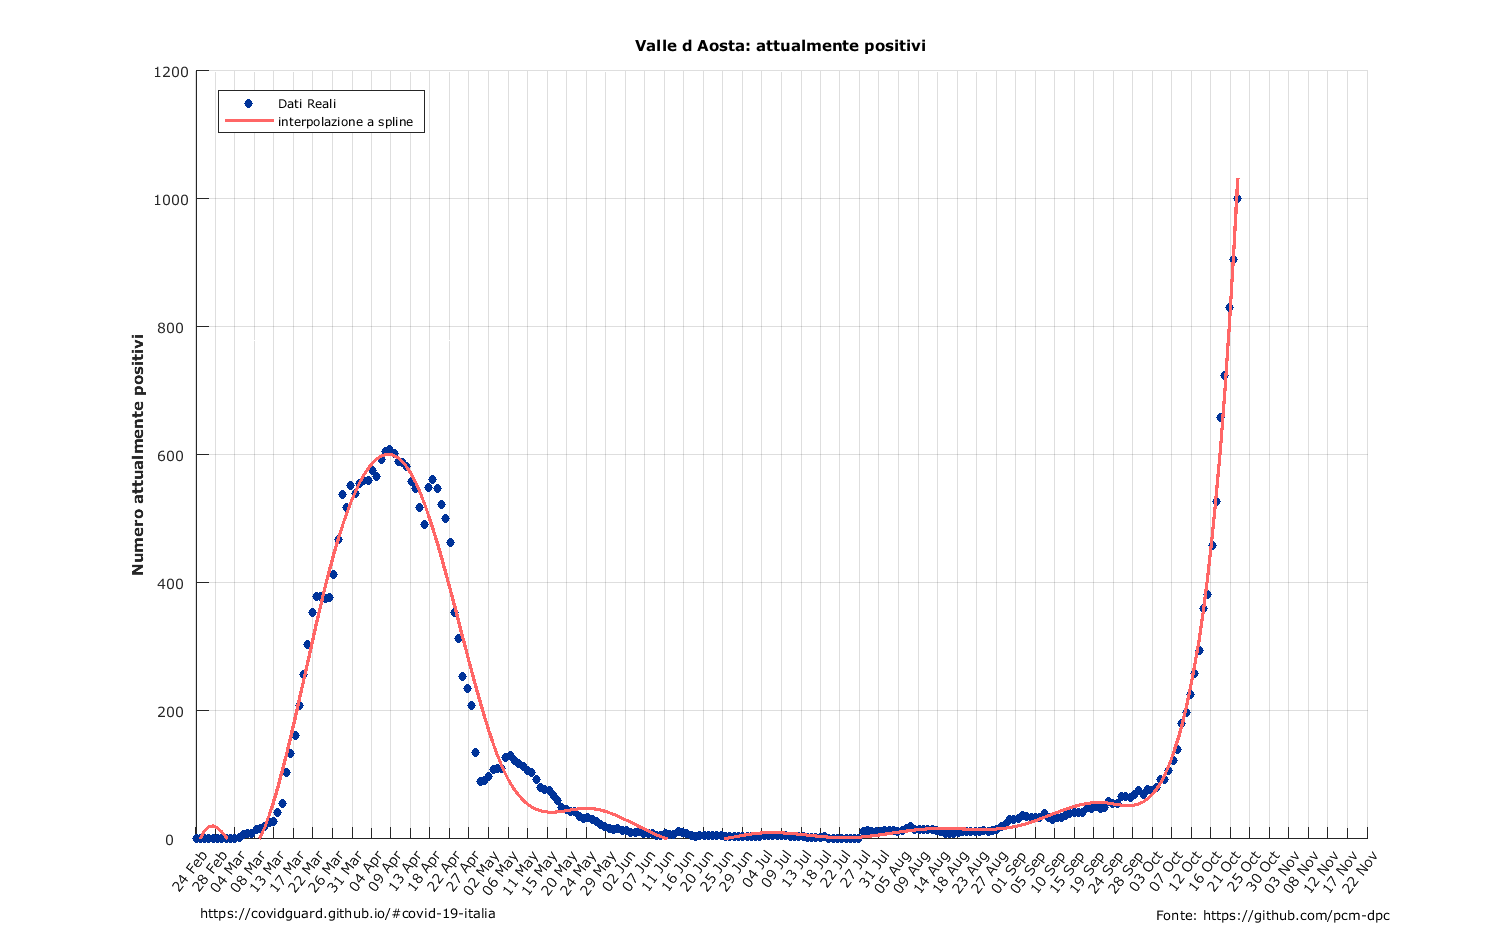 Valle d Aosta: attualmente positivi
1200
1000
800
600
400
200
0
Numero attualmente positivi
Dati Reali
interpolazione a spline
24 Feb
28 Feb
04 Mar
08 Mar
13 Mar
17 Mar
22 Mar
26 Mar
31 Mar
04 Apr
09 Apr
13 Apr
18 Apr
22 Apr
27 Apr
02 May
06 May
11 May
15 May
20 May
24 May
29 May
02 Jun
07 Jun
11 Jun
16 Jun
20 Jun
25 Jun
29 Jun
04 Jul
09 Jul
13 Jul
18 Jul
22 Jul
27 Jul
31 Jul
05 Aug
09 Aug
14 Aug
18 Aug
23 Aug
27 Aug
01 Sep
05 Sep
10 Sep
15 Sep
19 Sep
24 Sep
28 Sep
03 Oct
07 Oct
12 Oct
16 Oct
21 Oct
25 Oct
30 Oct
03 Nov
08 Nov
12 Nov
17 Nov
22 Nov
https://covidguard.github.io/#covid-19-italia
Fonte: https://github.com/pcm-dpc